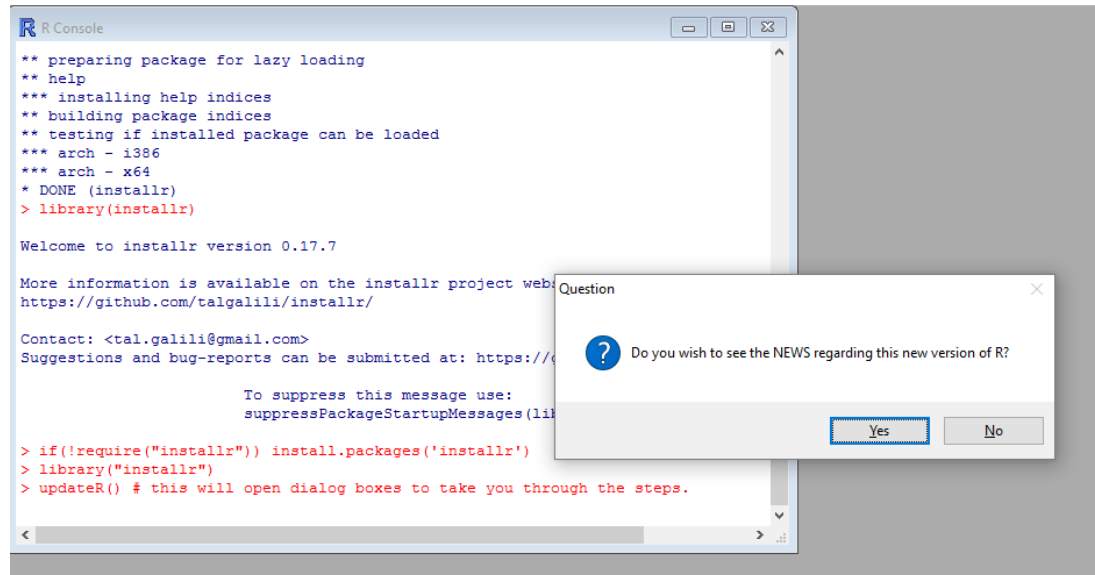 R Console
** preparing package for lazy loading
** help
*** installing help indices
** building package indices
** testing if installed package can be loaded
*** arch - i386
*** arch - x64
* DONE (installr)
> library(installr)
Welcome to installr version 0.17.7
More information is available on the installr project web
https://github.com/talgalili/installr/
Contact: <tal.galili@gmail.com>
Suggestions and bug-reports can be submitted at: https://
To suppress this message use:
suppressPackageStartupMessages(lib
> if(!require("installr")) install.packages('installr')
> library("installr")
> updateR() # this will open dialog boxes to take you through the steps.
Question
Do you wish to see the NEWS regarding this new version of R?
Yes
No